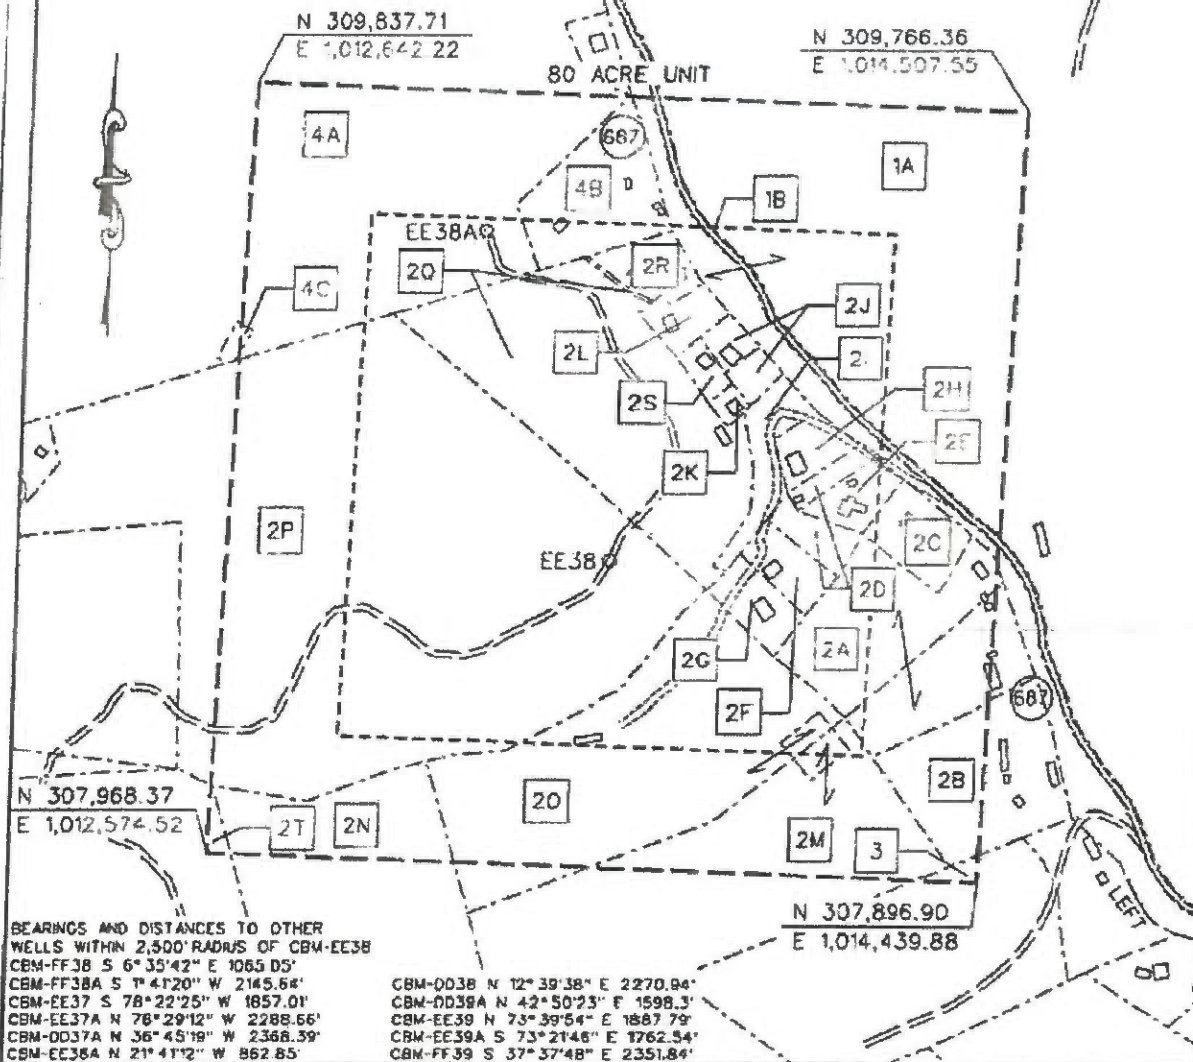 N 309,837.71
E 1,012,642.22
N 309,766.36
E 1,014,507.55
80 ACRE UNIT
4A
687
1A
4B
1B
EE38A
2Q
2R
4C
2J
2L
2H
2S
2E
2K
2P
2C
EE38
2D
2G
2A
2F
687
2B
N 307,968.37
E 1,012,574.52
2T
2N
2O
2M
3
N 307,896.90
E 1,014,439.88
LEFT
BEARINGS AND DISTANCES TO OTHER
WELLS WITHIN 2,500' RADIUS OF CBM-EE38
CBM-FF38 S 6°35'42" E 1065.05'
CBM-FF38A S 1°41'20" W 2145.64'
CBM-EE37 S 78°22'25" W 1857.01'
CBM-EE37A N 76°29'12" W 2288.66'
CBM-DD37A N 36°45'19" W 2368.39'
CBM-EE38A N 21°41'12" W 862.85'
CBM-DD38 N 12°39'38" E 2270.94'
CBM-DD39A N 42°50'23" E 1598.3'
CBM-EE39 N 73°39'54" E 1887.79'
CBM-EE39A S 73°21'46" E 1762.54'
CBM-FF39 S 37°37'48" E 2351.84'